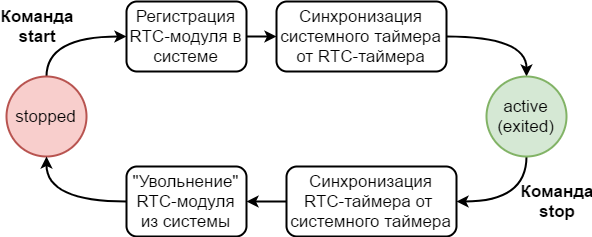 Команда
start
Регистрация
RTC-модуля в
системе
Синхронизация
системного таймера
от RTC-таймера
stopped
active
(exited)
"Увольнение"
RTC-модуля
из системы
Синхронизация
RTC-таймера от
системного таймера
Команда
stop